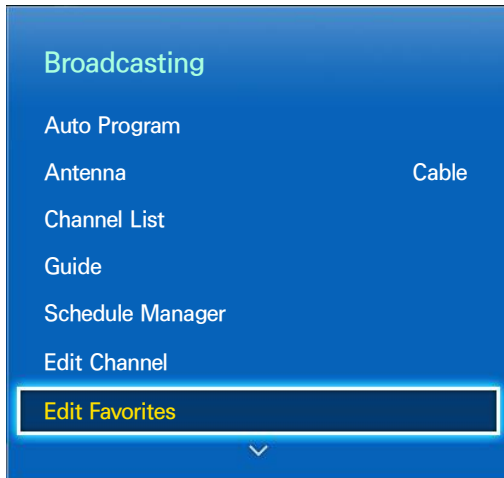 Broadcasting
Auto Program
Antenna Cable
Channel List
Guide
Schedule Manager
Edit Channel
Edit Favorites